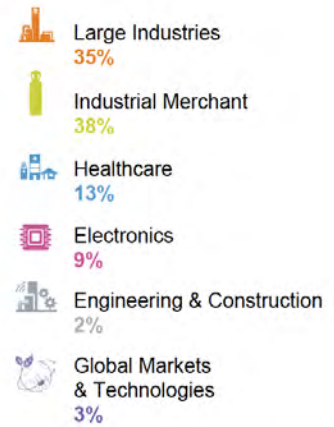 Large Industries
35%
Industrial Merchant
38%
Healthcare
13%
Electronics
9%
Engineering & Construction
2%
Global Markets
& Technologies
3%